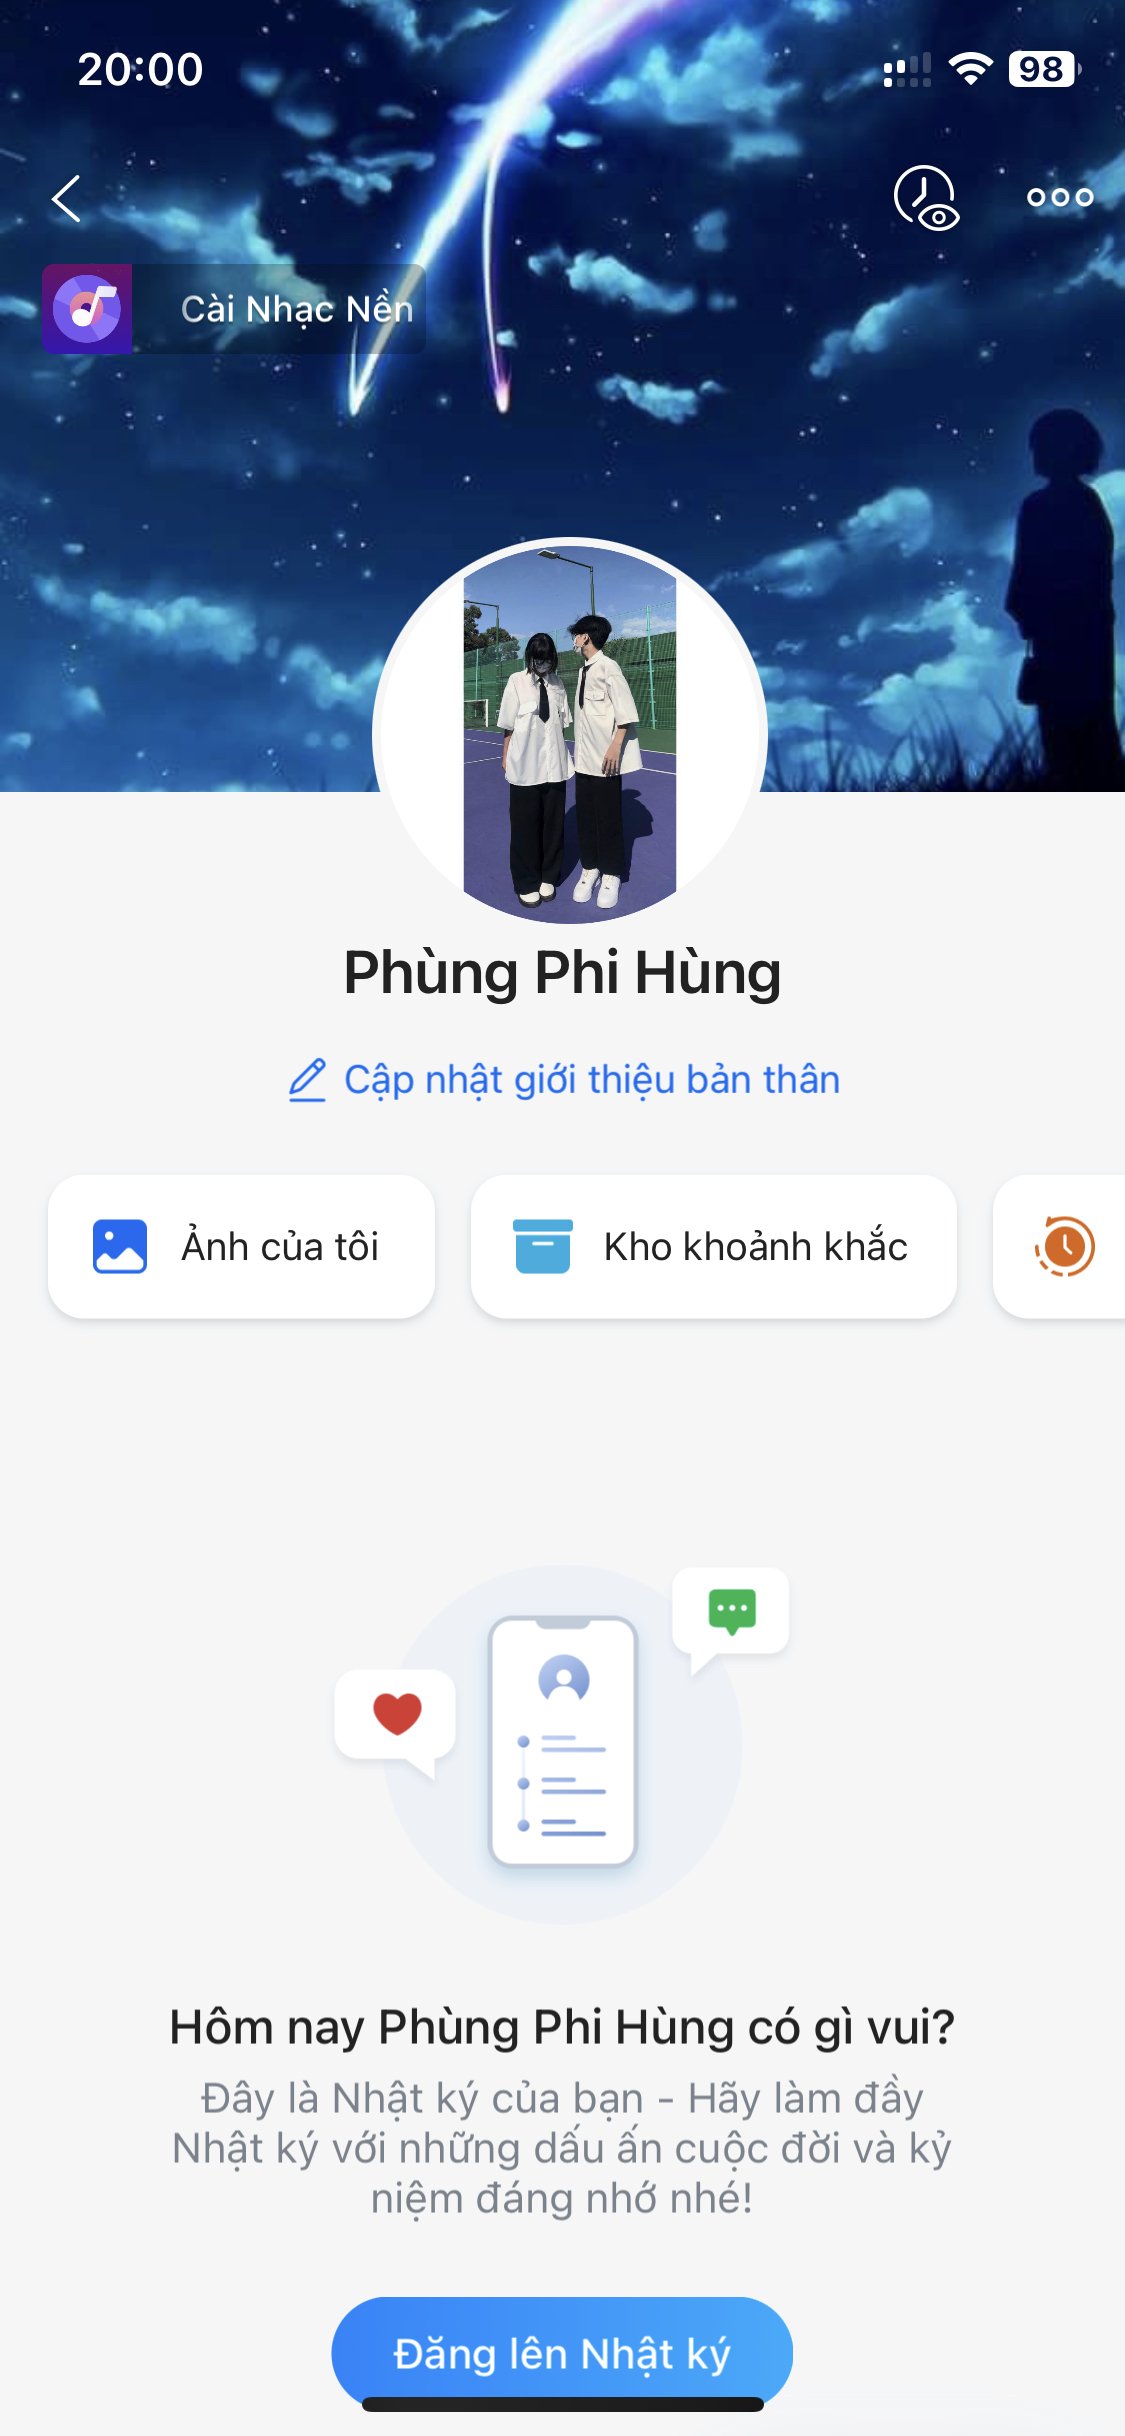 20:00
98
Cài Nhạc Nền
Phùng Phi Hùng
Cập nhật giới thiệu bản thân
Ảnh của tôi
Kho khoảnh khắc
Hôm nay Phùng Phi Hùng có gì vui?
Đây là Nhật ký của bạn - Hãy làm đầy
Nhật ký với những dấu ấn cuộc đời và kỷ
niệm đáng nhớ nhé!
Đăng lên Nhật ký